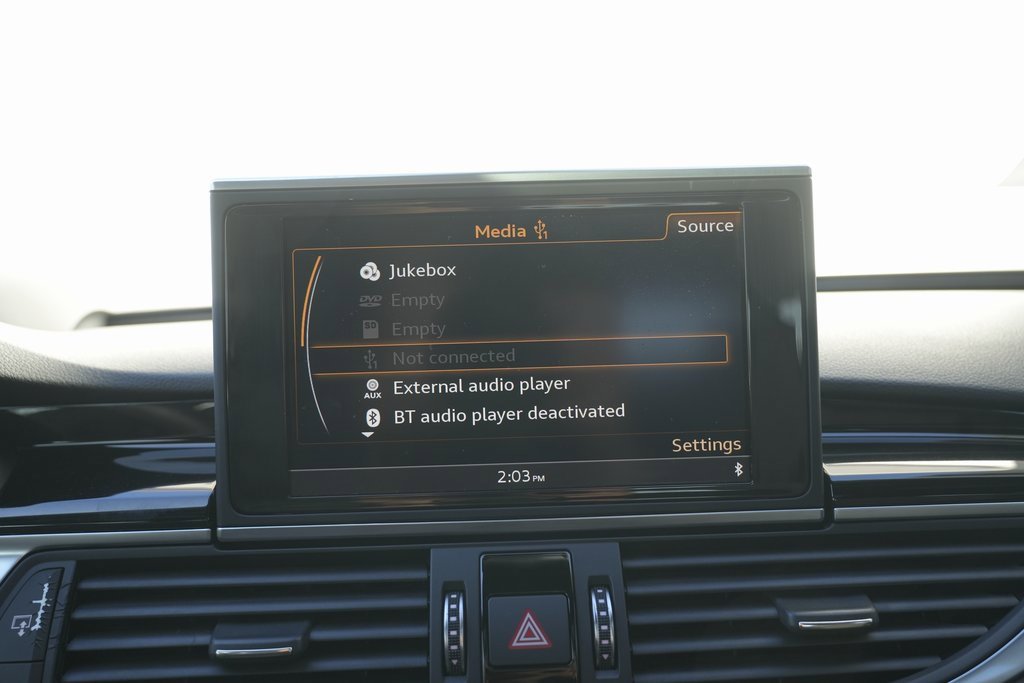 Media 1
Source
Jukebox
DVD Empty
SD Empty
Not connected
AUX External audio player
BT audio player deactivated
Settings
2:03 PM